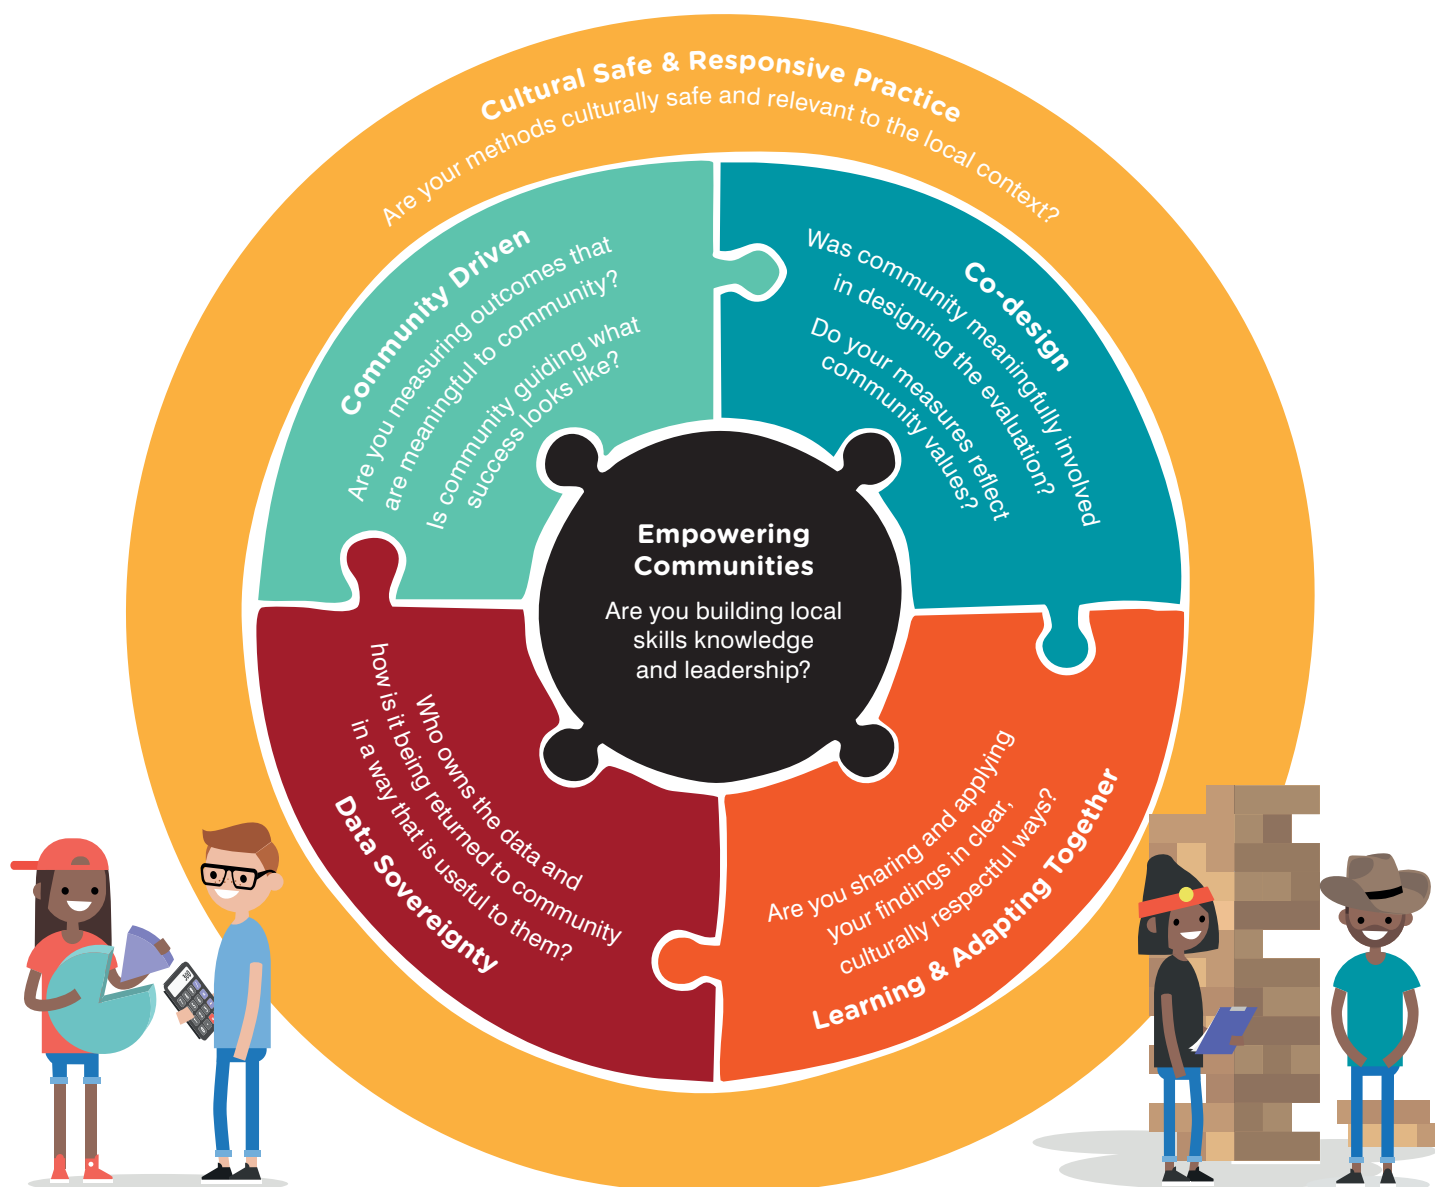 Cultural Safe & Responsive Practice
Are your methods culturally safe and relevant to the local context?
Community Driven
Are you measuring outcomes that
are meaningful to community?
Is community guiding what
success looks like?
Co-design
Was community meaningfully involved
in designing the evaluation?
Do your measures reflect
community values?
Empowering
Communities
Are you building local
skills knowledge
and leadership?
Who owns the data and
how is it being returned to community
in a way that is useful to them?
Data Sovereignty
Are you sharing and applying
your findings in clear,
culturally respectful ways?
Learning & Adapting Together